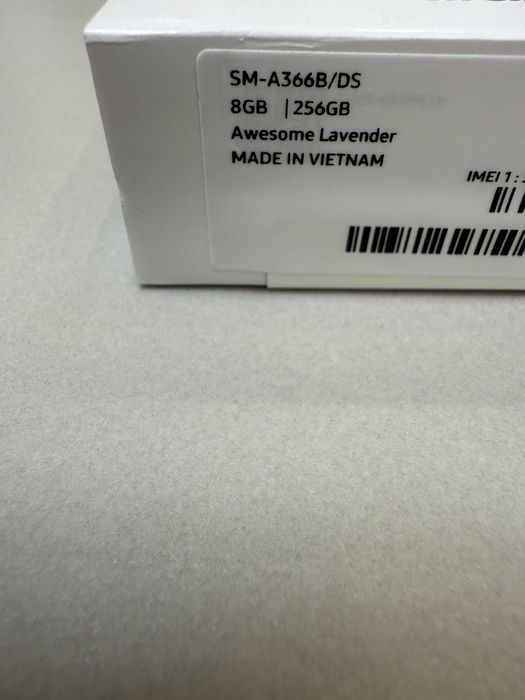 SM-A366B/DS
8GB | 256GB
Awesome Lavender
MADE IN VIETNAM
IMEI 1 :